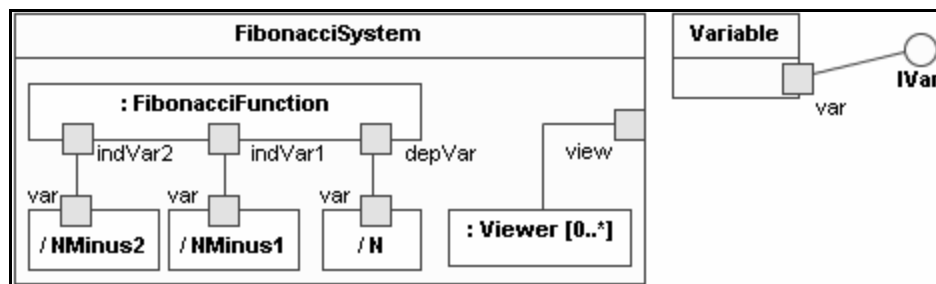 FibonacciSystem
Variable
IVar
var
: FibonacciFunction
indVar2
indVar1
depVar
view
var
var
var
/ NMinus2
/ NMinus1
/ N
: Viewer [0..*]